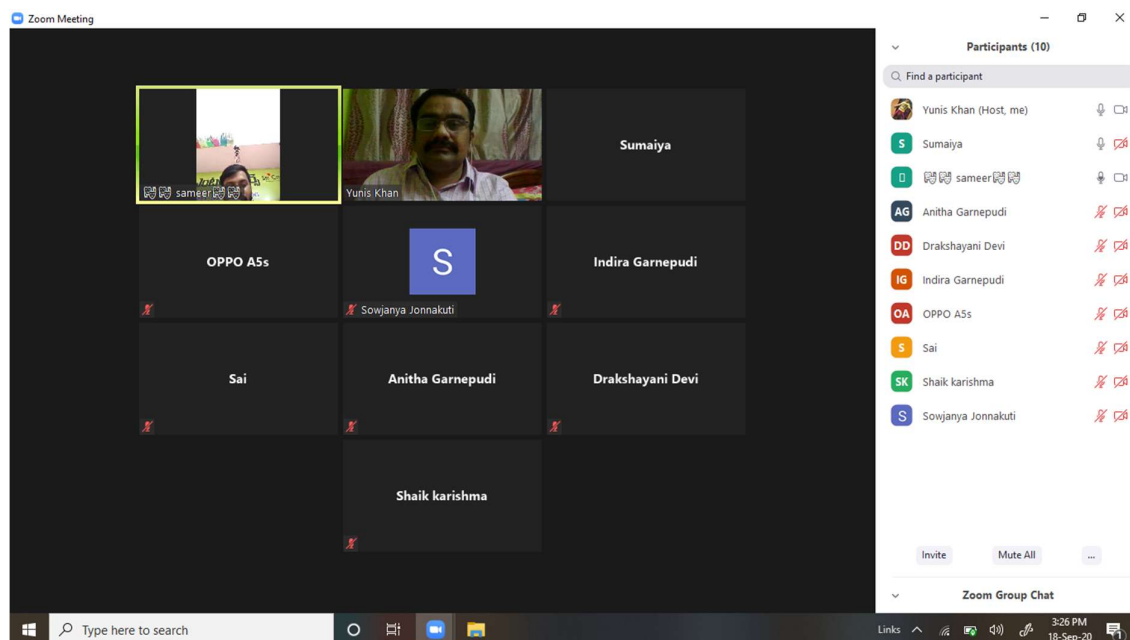 Zoom Meeting
sameer
Yunis Khan
Sumaiya
OPPO A5s
S
Sowjanya Jonnakuti
Indira Garnepudi
Sai
Anitha Garnepudi
Drakshayani Devi
Shaik karishma
Participants (10)
Find a participant
Yunis Khan (Host, me)
S Sumaiya
sameer
AG Anitha Garnepudi
DD Drakshayani Devi
IG Indira Garnepudi
OA OPPO A5s
S Sai
SK Shaik karishma
S Sowjanya Jonnakuti
Invite Mute All ...
Zoom Group Chat
Type here to search
Links
3:26 PM
18-Sep-20
1